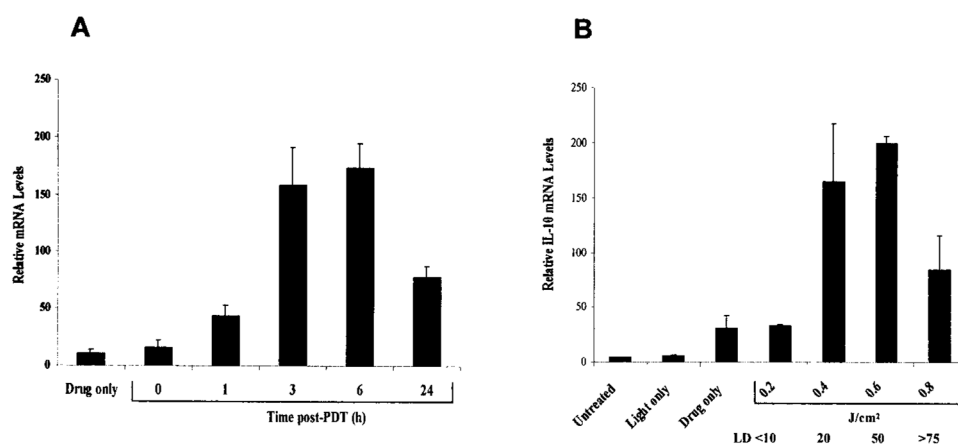 A
Relative mRNA Levels
250
200
150
100
50
0
Drug only 0 1 3 6 24
Time post-PDT (h)
B
Relative IL-10 mRNA Levels
250
200
150
100
50
0
Untreated Light only Drug only 0.2 0.4 0.6 0.8
J/cm²
LD <10 20 50 >75